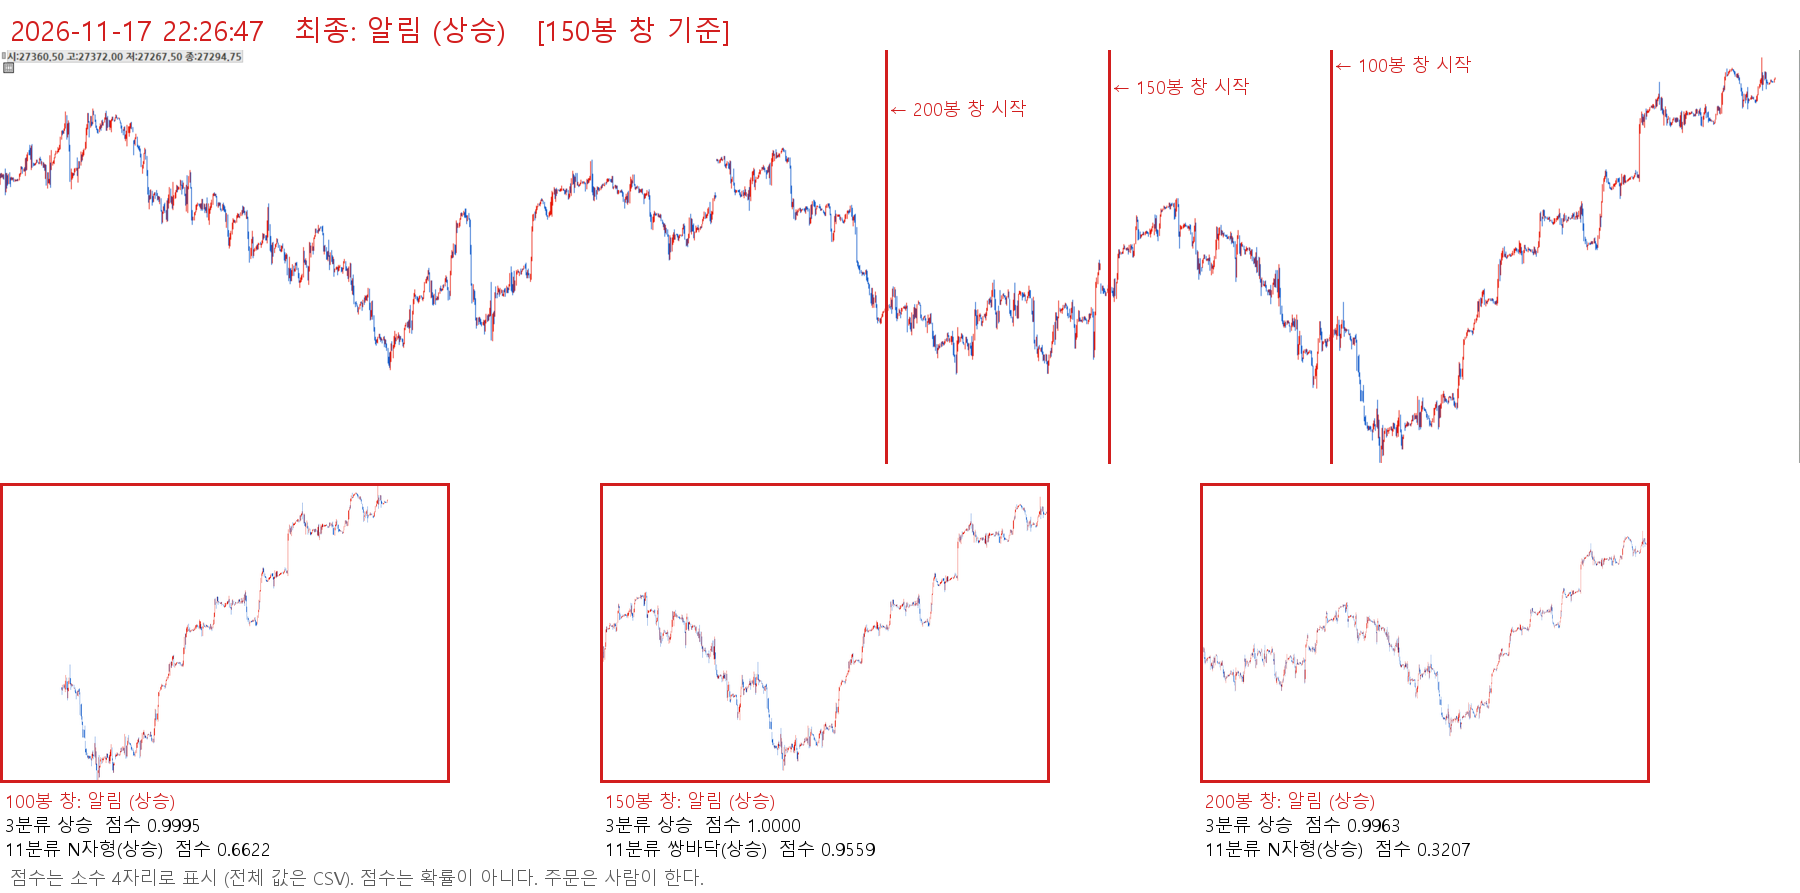 2026-11-17 22:26:47 최종: 알림 (상승) [150봉 창 기준]
시:27360,50 고:27372,00 저:27267,50 종:27294,75
← 100봉 창 시작
← 150봉 창 시작
← 200봉 창 시작
100봉 창: 알림 (상승)
3분류 상승 점수 0.9995
11분류 N자형(상승) 점수 0.6622
150봉 창: 알림 (상승)
3분류 상승 점수 1.0000
11분류 쌍바닥(상승) 점수 0.9559
200봉 창: 알림 (상승)
3분류 상승 점수 0.9963
11분류 N자형(상승) 점수 0.3207
점수는 소수 4자리로 표시 (전체 값은 CSV). 점수는 확률이 아니다. 주문은 사람이 한다.